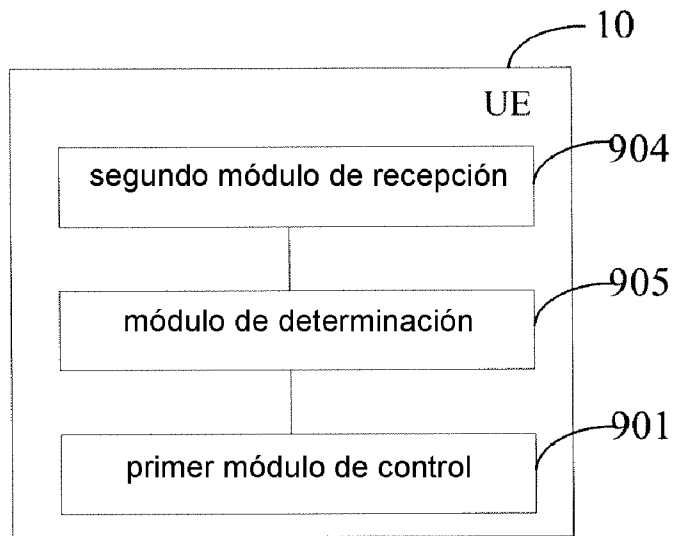 10
UE
904
segundo módulo de recepción
905
módulo de determinación
901
primer módulo de control